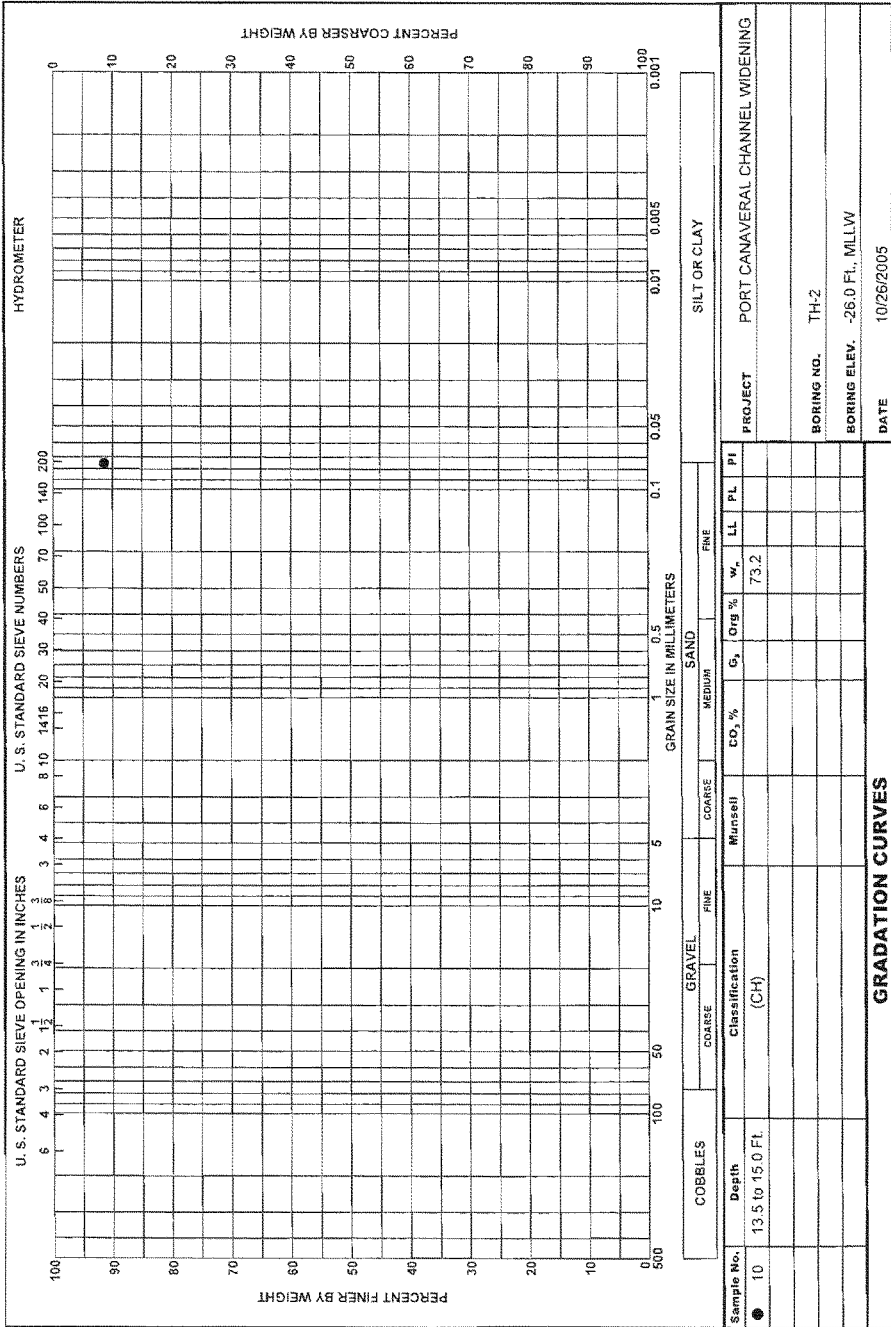 U. S. STANDARD SIEVE OPENING IN INCHES U. S. STANDARD SIEVE NUMBERS HYDROMETER
6 4 3 2 1 1/2 1 3/4 1/2 3/8 3 4 6 8 10 1416 20 30 40 50 70 100 140 200
100 0
90 10
80 20
70 30
60 40
50 50
40 60
30 70
20 80
10 90
0 100
PERCENT FINER BY WEIGHT
PERCENT COARSER BY WEIGHT
500 100 50 10 5 1 0.5 0.1 0.05 0.01 0.005 0.001
GRAIN SIZE IN MILLIMETERS
COBBLES GRAVEL SAND SILT OR CLAY
COARSE FINE COARSE MEDIUM FINE
Sample No. Depth Classification Munsell CO₃ % Gₛ Org % wₙ LL PL PI
10 13.5 to 15.0 Ft. (CH) 73.2
PROJECT PORT CANAVERAL CHANNEL WIDENING
BORING NO. TH-2
BORING ELEV. -26.0 Ft., MLLW
DATE 10/26/2005
GRADATION CURVES